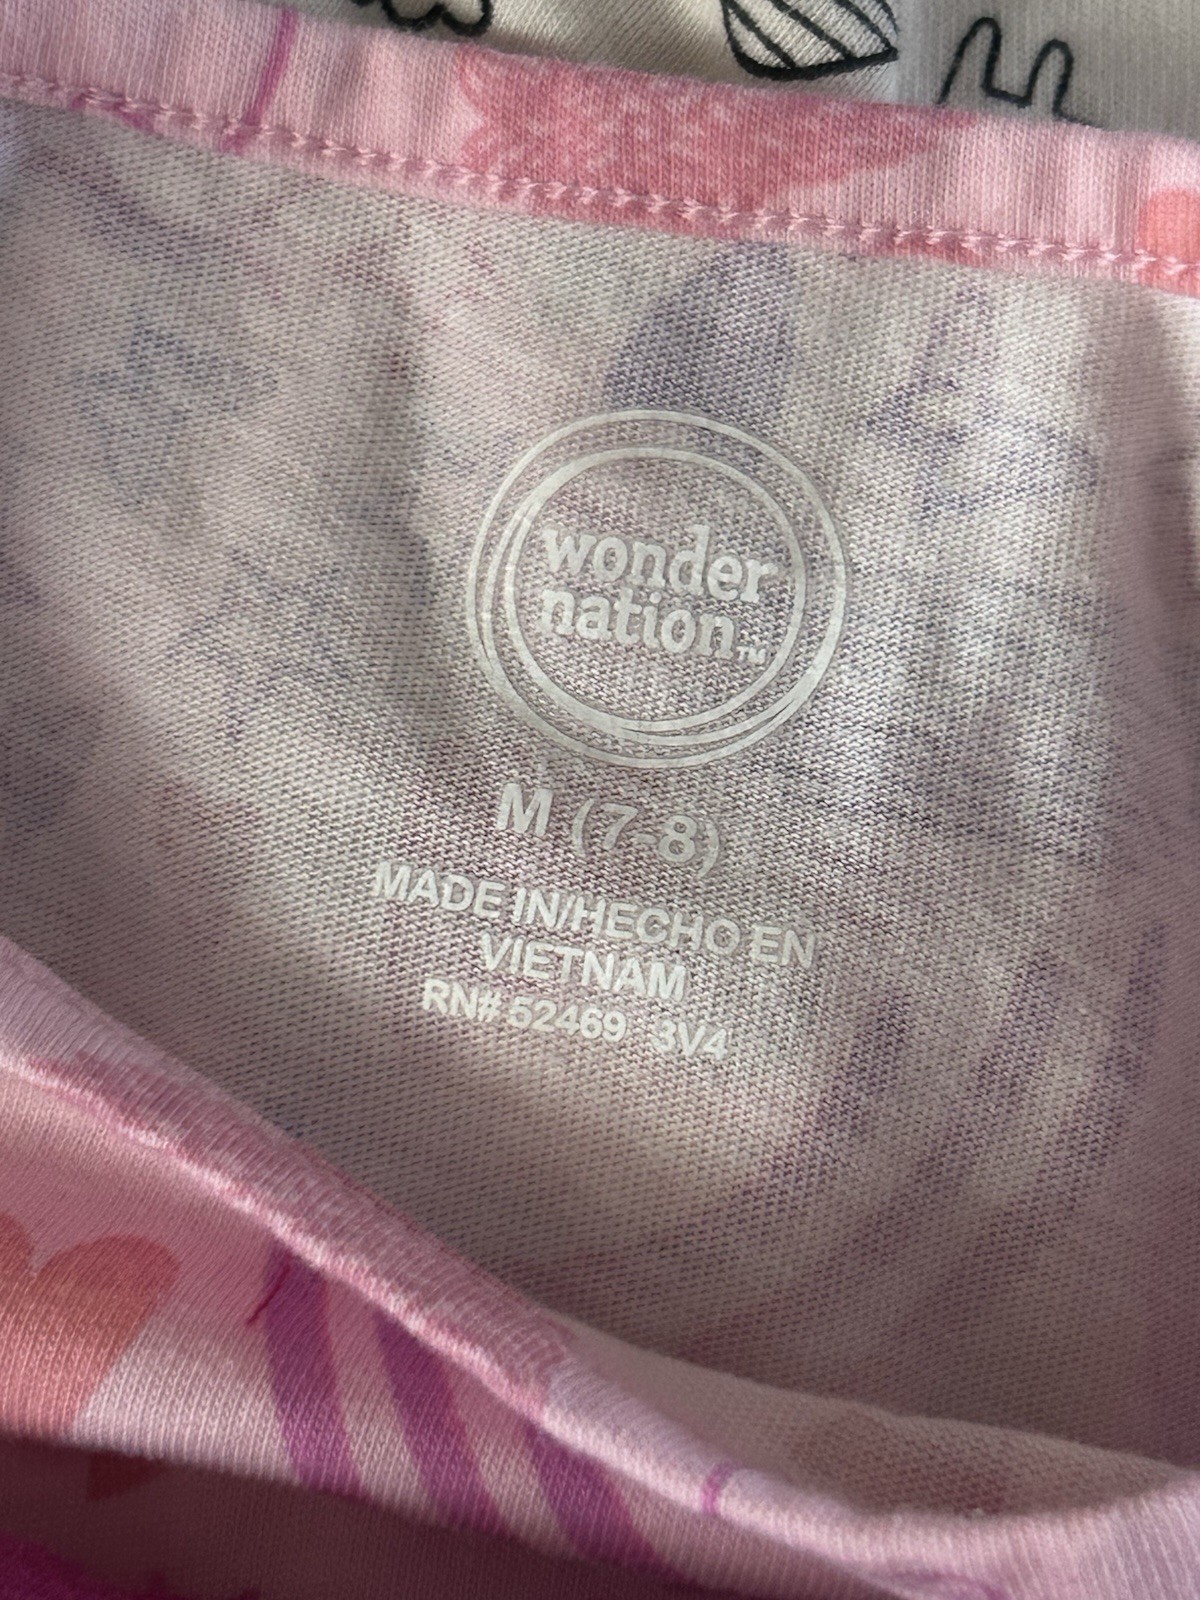 wonder
nation™
M (7-8)
MADE IN/HECHO EN
VIETNAM
RN# 52469 3V4